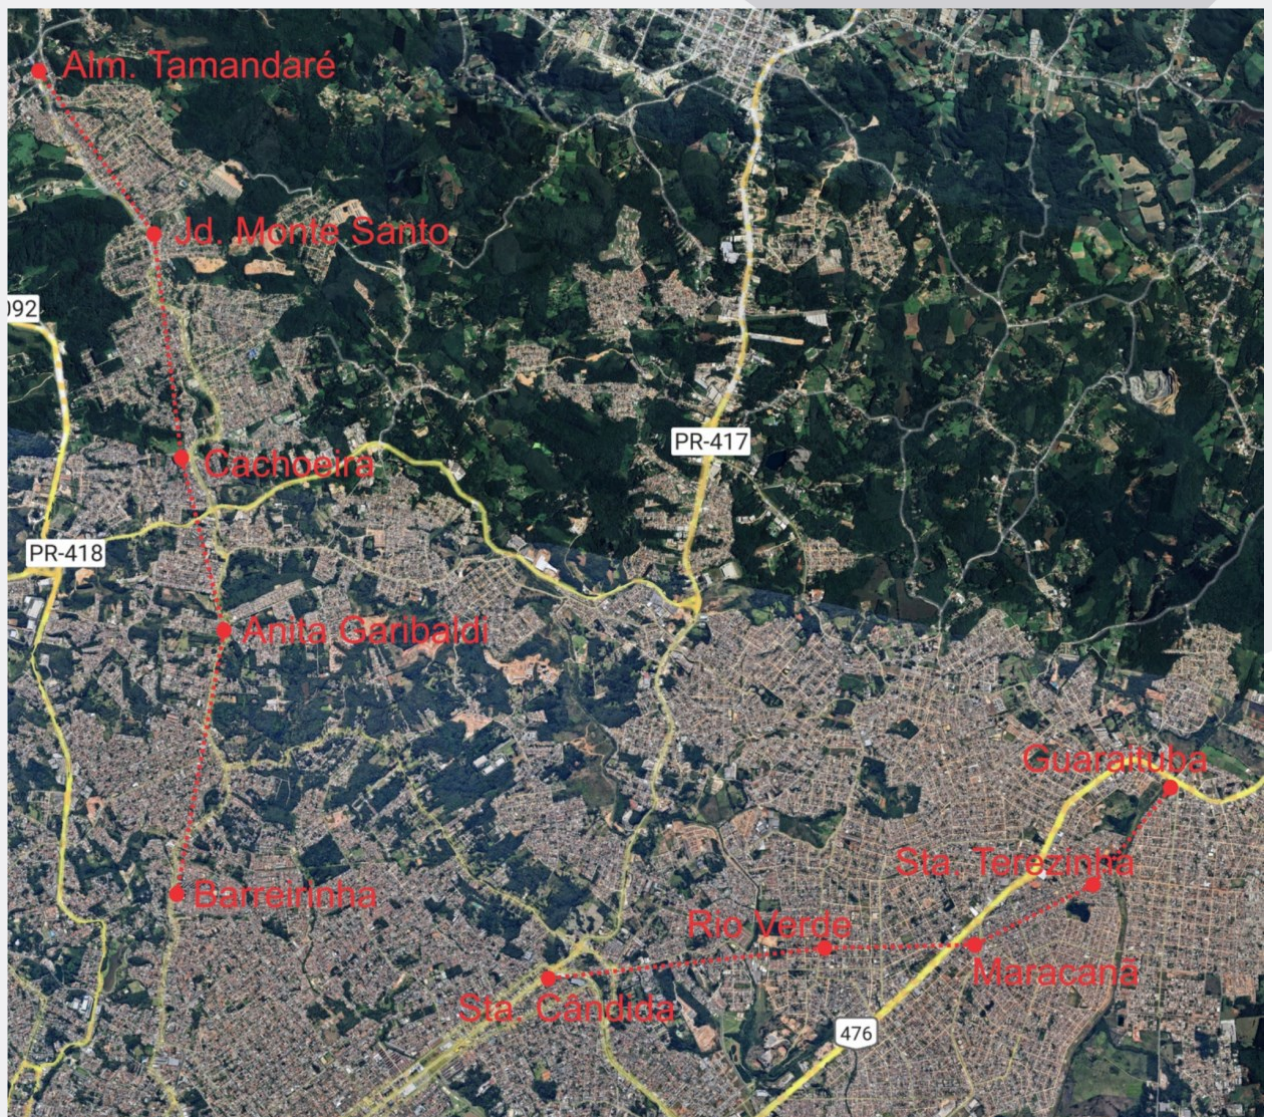 Alm. Tamandaré
Jd. Monte Santo
092
PR-417
Cachoeira
PR-418
Anita Garibaldi
Guaraituba
Sta. Terezinha
Barreirinha
Rio Verde
Maracanã
Sta. Cândida
476